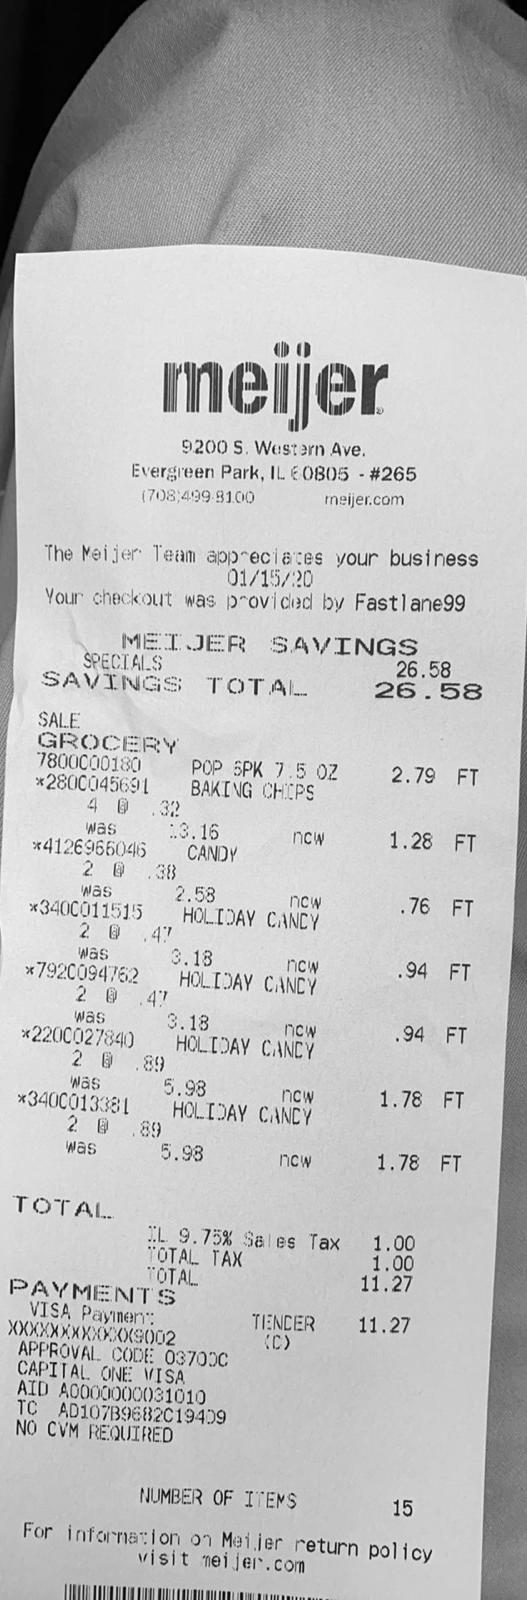 meijer
9200 S. Western Ave.
Evergreen Park, IL 60805 - #265
(708)499-8100 meijer.com
The Meijer Team appreciates your business
01/15/20
Your checkout was provided by Fastlane99
MEIJER SAVINGS
SPECIALS 26.58
SAVINGS TOTAL 26.58
SALE
GROCERY
7800000180 POP 6PK 7.5 OZ 2.79 FT
*2800045691 BAKING CHIPS
4 @ .32
was 13.16 now 1.28 FT
*4126966046 CANDY
2 @ .38
was 2.58 now .76 FT
*3400011515 HOLIDAY CANDY
2 @ .47
was 3.18 now .94 FT
*7920094762 HOLIDAY CANDY
2 @ .47
was 3.18 now .94 FT
*2200027840 HOLIDAY CANDY
2 @ .89
was 5.98 now 1.78 FT
*3400013381 HOLIDAY CANDY
2 @ .89
was 5.98 now 1.78 FT
TOTAL
IL 9.75% Sales Tax 1.00
TOTAL TAX 1.00
TOTAL 11.27
PAYMENTS
VISA Payment TENDER 11.27
XXXXXXXXXXXX9002 (C)
APPROVAL CODE 03700C
CAPITAL ONE VISA
AID A0000000031010
TC AD107B9682C194D9
NO CVM REQUIRED
NUMBER OF ITEMS 15
For information on Meijer return policy
visit meijer.com